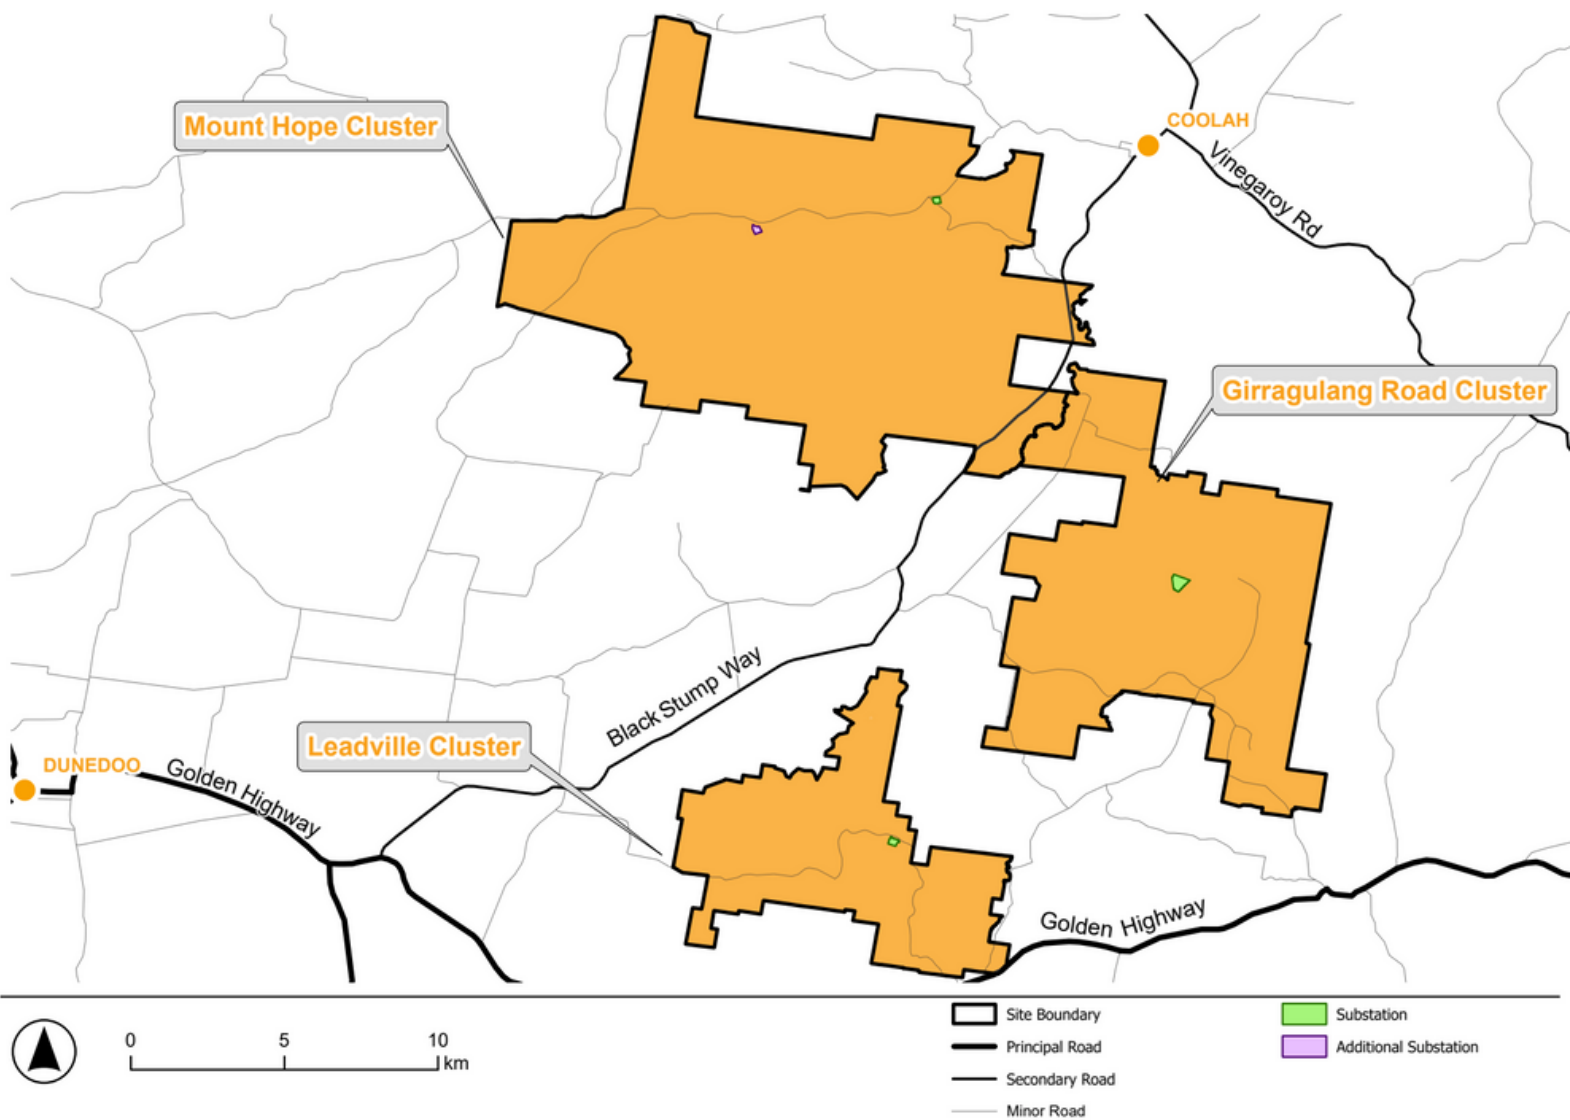 COOLAH
Mount Hope Cluster
Vinegaroy Rd
Girragulang Road Cluster
Black Stump Way
Leadville Cluster
DUNEDOO
Golden Highway
Golden Highway
0 5 10
km
Site Boundary
Principal Road
Secondary Road
Minor Road
Substation
Additional Substation